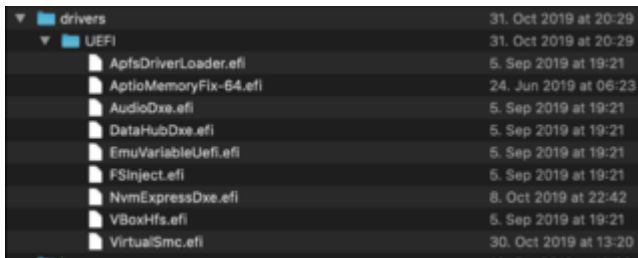 drivers 31. Oct 2019 at 20:29
UEFI 31. Oct 2019 at 20:29
ApfsDriverLoader.efi 5. Sep 2019 at 19:21
AptioMemoryFix-64.efi 24. Jun 2019 at 06:23
AudioDxe.efi 5. Sep 2019 at 19:21
DataHubDxe.efi 5. Sep 2019 at 19:21
EmuVariableUefi.efi 5. Sep 2019 at 19:21
FSInject.efi 5. Sep 2019 at 19:21
NvmExpressDxe.efi 8. Oct 2019 at 22:42
VBoxHfs.efi 5. Sep 2019 at 19:21
VirtualSmc.efi 30. Oct 2019 at 13:20